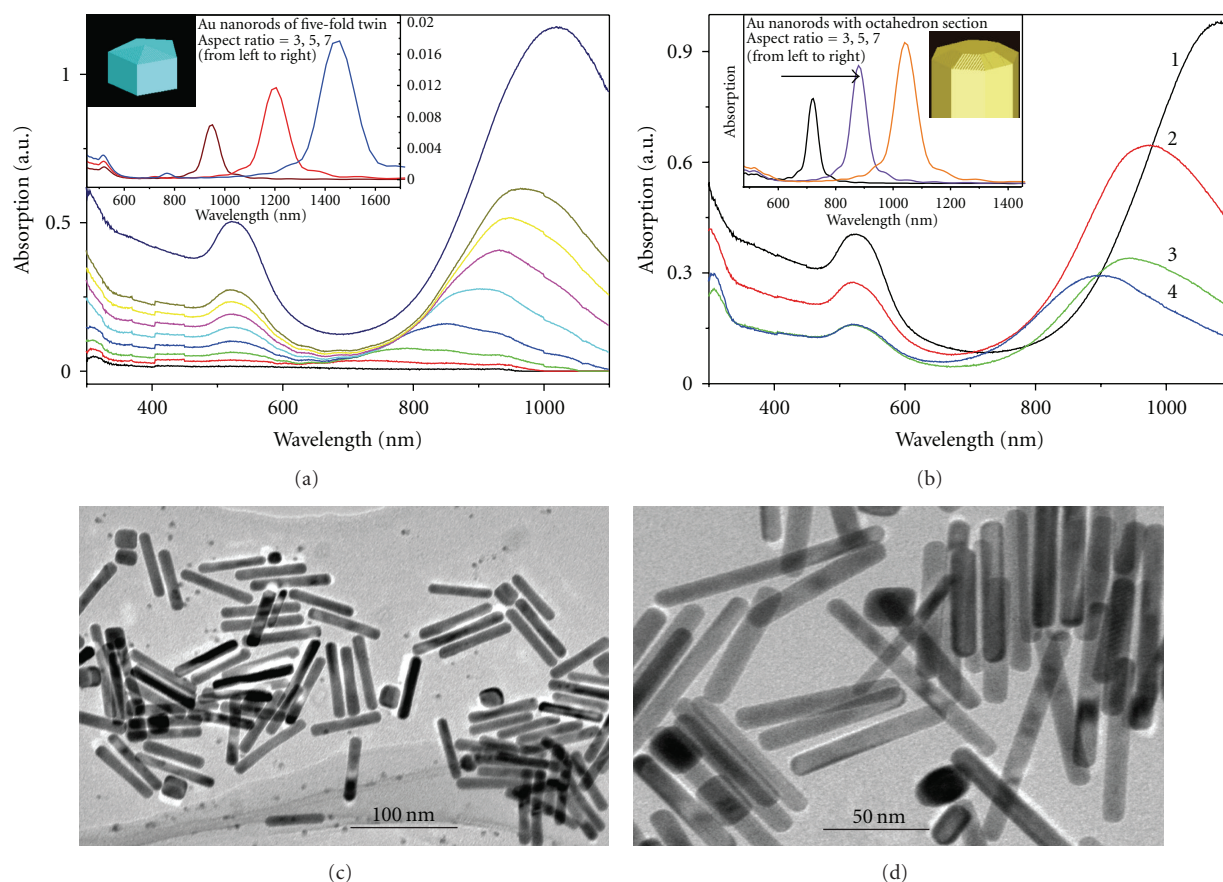 Au nanorods of five-fold twin
Aspect ratio = 3, 5, 7
(from left to right)
0.02
0.016
0.012
0.008
0.004
0
600 800 1000 1200 1400 1600
Wavelength (nm)
1
0.5
0
Absorption (a.u.)
400 600 800 1000
Wavelength (nm)
(a)
Au nanorods with octahedron section
Aspect ratio = 3, 5, 7
(from left to right)
Absorption
600 800 1000 1200 1400
Wavelength (nm)
0.9
0.6
0.3
0
Absorption (a.u.)
1
2
3
4
400 600 800 1000
Wavelength (nm)
(b)
100 nm
(c)
50 nm
(d)